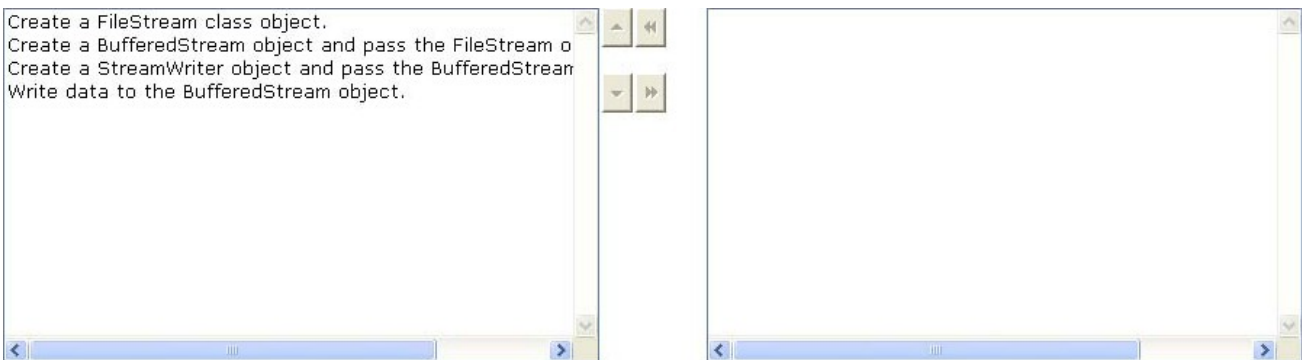 Create a FileStream class object.
Create a BufferedStream object and pass the FileStream o
Create a StreamWriter object and pass the BufferedStream
Write data to the BufferedStream object.